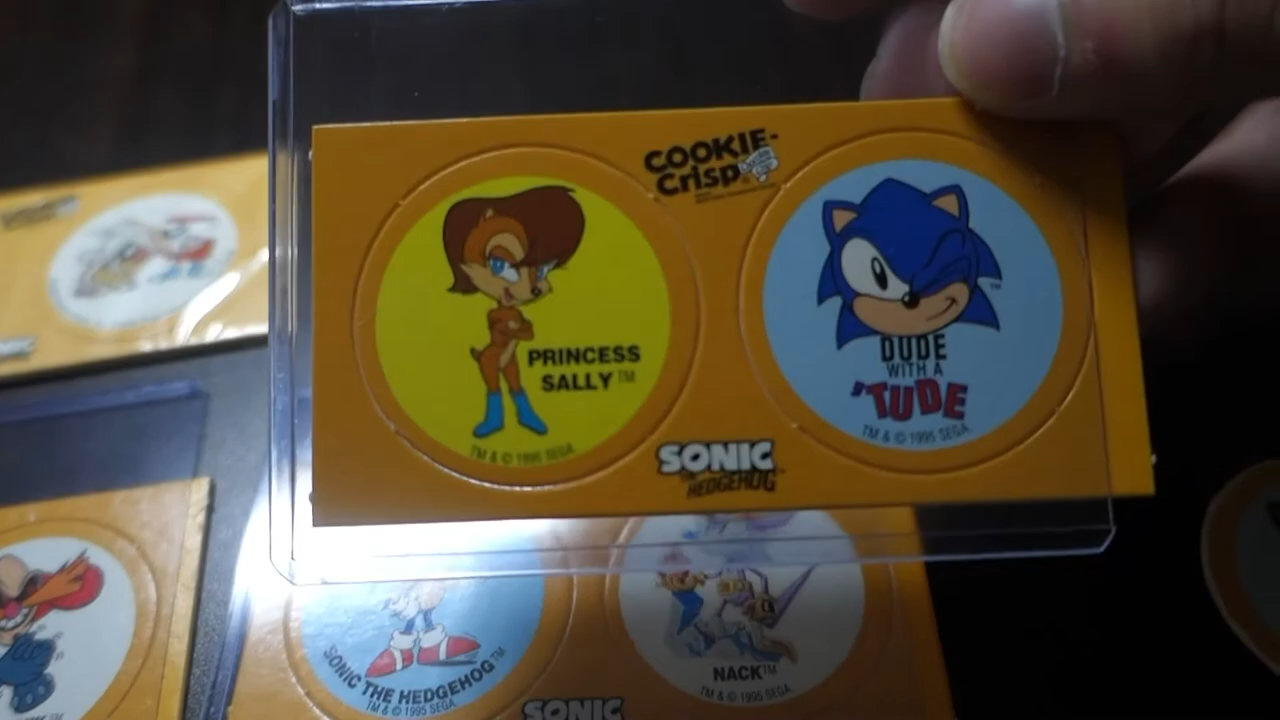 COOKIE-
Crisp®
PRINCESS
SALLY™
TM & © 1995 SEGA.
™
DUDE
WITH A
'TUDE
TM & © 1995 SEGA.
SONIC
THE
HEDGEHOG™
SONIC THE HEDGEHOG™
TM & © 1995 SEGA.
NACK™
TM & © 1995 SEGA.
SONIC